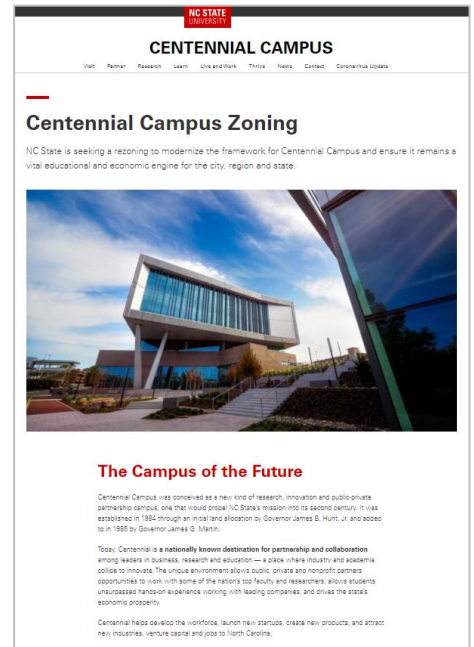 NC STATE
UNIVERSITY
CENTENNIAL CAMPUS
Visit Partner Research Learn Live and Work Thrive News Contact Coronavirus Update
Centennial Campus Zoning
NC State is seeking a rezoning to modernize the framework for Centennial Campus and ensure it remains a
vital educational and economic engine for the city, region and state.
The Campus of the Future
Centennial Campus was conceived as a new kind of research, innovation and public-private
partnership campus, one that would propel NC State's mission into its second century. It was
established in 1984 through an initial land allocation by Governor James B. Hunt, Jr. and added
to in 1985 by Governor James G. Martin.
Today, Centennial is a nationally known destination for partnership and collaboration
among leaders in business, research and education — a place where industry and academia
collide to innovate. The unique environment allows public, private and nonprofit partners
opportunities to work with some of the nation's top faculty and researchers; allows students
unsurpassed hands-on experience working with leading companies; and drives the state's
economic prosperity.
Centennial helps develop the workforce, launch new startups, create new products, and attract
new industries, venture capital and jobs to North Carolina.